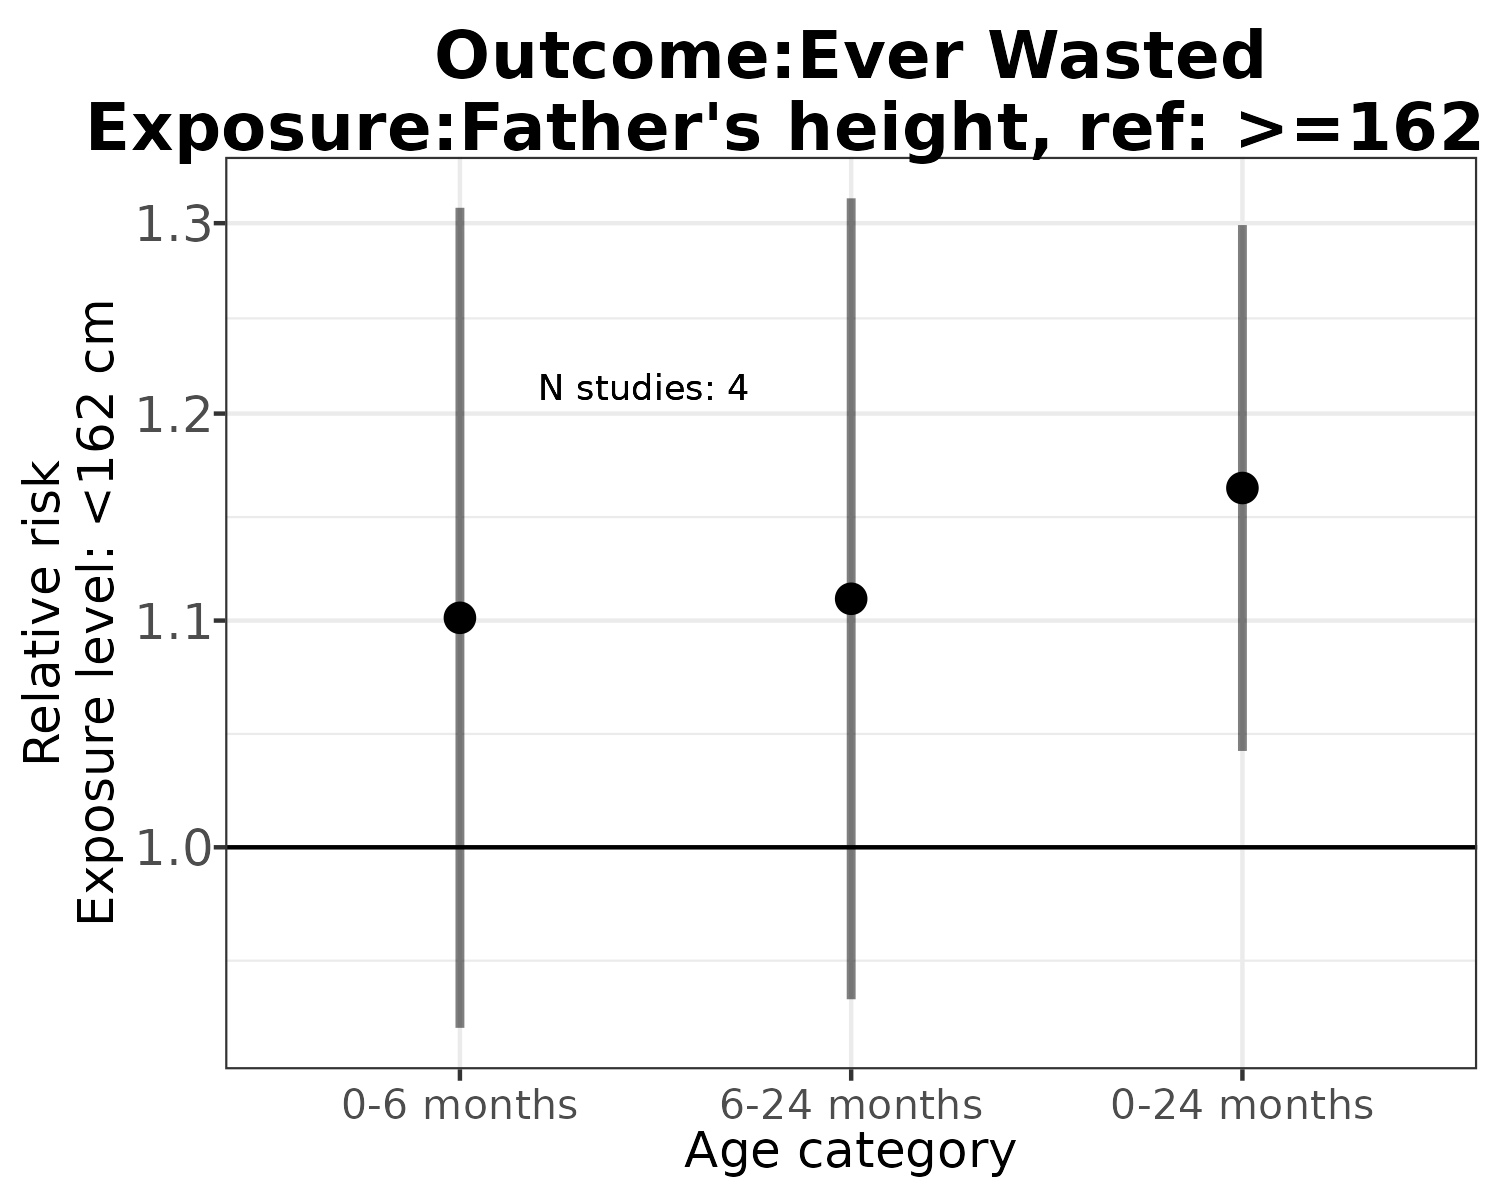 Outcome:Ever Wasted
Exposure:Father's height, ref: >=162
Relative risk
Exposure level: <162 cm
1.3
1.2
1.1
1.0
N studies: 4
0-6 months
6-24 months
0-24 months
Age category